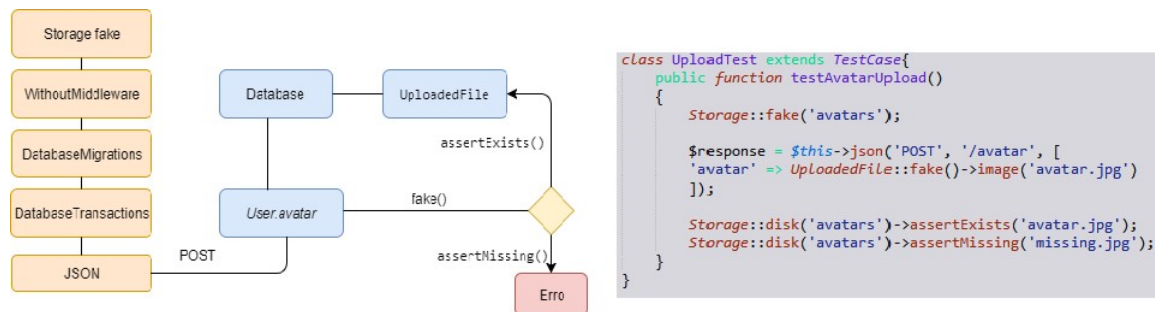 Storage fake
WithoutMiddleware
DatabaseMigrations
DatabaseTransactions
JSON
POST
Database
UploadedFile
assertExists()
User.avatar
fake()
assertMissing()
Erro
class UploadTest extends TestCase{
public function testAvatarUpload()
{
Storage::fake('avatars');
$response = $this->json('POST', '/avatar', [
'avatar' => UploadedFile::fake()->image('avatar.jpg')
]);
Storage::disk('avatars')->assertExists('avatar.jpg');
Storage::disk('avatars')->assertMissing('missing.jpg');
}
}